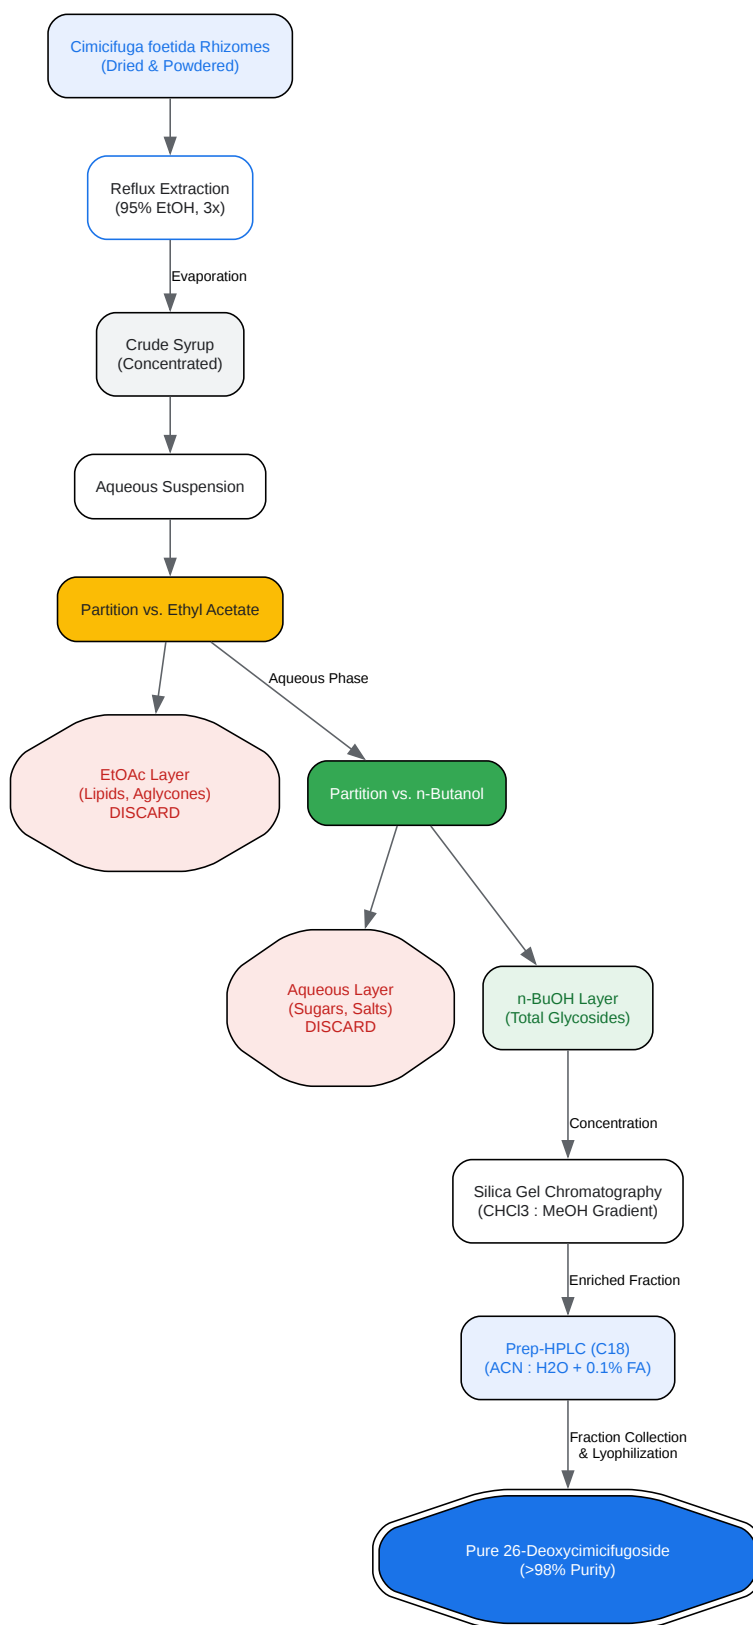 Cimicifuga foetida Rhizomes
(Dried & Powdered)
Reflux Extraction
(95% EtOH, 3x)
Evaporation
Crude Syrup
(Concentrated)
Aqueous Suspension
Partition vs. Ethyl Acetate
Aqueous Phase
EtOAc Layer
(Lipids, Aglycones)
DISCARD
Partition vs. n-Butanol
Aqueous Layer
(Sugars, Salts)
DISCARD
n-BuOH Layer
(Total Glycosides)
Concentration
Silica Gel Chromatography
(CHCl3 : MeOH Gradient)
Enriched Fraction
Prep-HPLC (C18)
(ACN : H2O + 0.1% FA)
Fraction Collection
& Lyophilization
Pure 26-Deoxycimicifugoside
(>98% Purity)